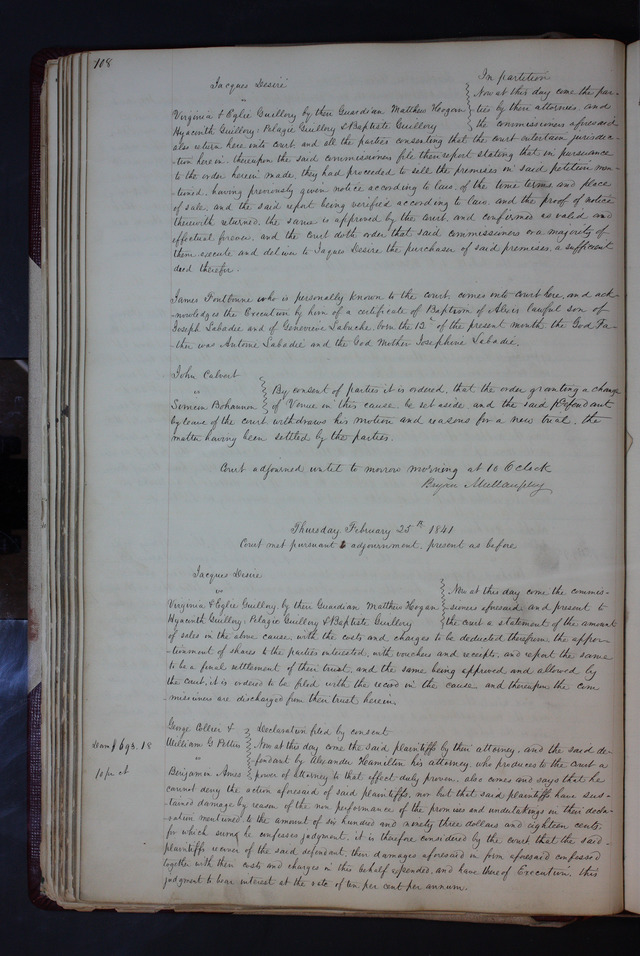 108
In partition
Jacques Desire
" Now at this day come the par-
Virginia & Eglie Guillory by their Guardian Matthew Hogan ties by their attornies, and
Hyacinth Guillory, Pelagie Guillory & Baptiste Guillory the commissioners aforesaid
also return here into court and all the parties consenting that the court entertain jurisdic-
tion herein. thereupon the said commissioners file their report stating that in pursuance
to the order herein made, they had proceeded to sell the premises in said petition men-
tioned, having previously given notice according to law, of the time terms and place
of sale, and the said report being verified according to law, and the proof of notice
therewith returned, the same is approved by the court, and confirmed as valid and
effectual forever, and the court doth order that said commissioners or a majority of
them execute and deliver to Jaques Desire the purchaser of said premises, a sufficient
deed therefor.
James Fontbonne who is personally known to the court comes into court here, and ack-
nowledges the Execution by him of a certificate of Baptism of Alexis lawful son of
Joseph Labadie and of Genevieve Labuche, born the 13th of the present month the God Fa-
ther was Antoine Labadie and the God Mother Josephine Labadie.
John Calvert
" By consent of parties it is ordered, that the order granting a change
Simeon Bohannon of Venue in this cause, be set aside, and the said defendant
by leave of the court withdraws his motion and reasons for a new trial, the
matter having been settled by the parties.
Court adjourned until to morrow morning at 10 O'clock
Bryan Mullanphy
Thursday February 25th 1841
Court met pursuant to adjournment, present as before
Jacques Desire
" Now at this day come the commis-
Virginia & Eglie Guillory, by their Guardian Matthew Hogan sioners aforesaid, and present to
Hyacinth Guillory, Pelagie Guillory & Baptiste Guillory the court a statement of the amount
of sales in the above cause, with the costs and charges to be deducted therefrom, the appor-
tionment of shares to the parties interested, with vouchers and receipts, and report the same
to be a final settlement of their trust, and the same being approved and allowed by
the court, it is ordered to be filed with the record in the cause and thereupon the com
missioners are discharged from their trust herein.
George Collier & Declaration filed by consent
Dam $693.18 William G Pettus Now at this day come the said plaintiffs by their attorney, and the said de-
" fendant by Alexander Hamilton his attorney, who produces to the court a
10 pr ct Benjamin Ames power of attorney to that effect duly proven, also comes and says that he
cannot deny the action aforesaid of said plaintiffs, nor but that said plaintiffs have sus-
tained damage by reason of the non performance of the promises and undertakings in their decla-
ration mentioned, to the amount of six hundred and ninety three dollars and eighteen cents,
for which sum he confesses judgment, it is therefore considered by the court that the said
plaintiffs recover of the said defendant, their damages aforesaid in form aforesaid confessed
together with their costs and charges in this behalf expended, and have thereof Execution, this
judgment to bear interest at the rate of ten per cent per annum.